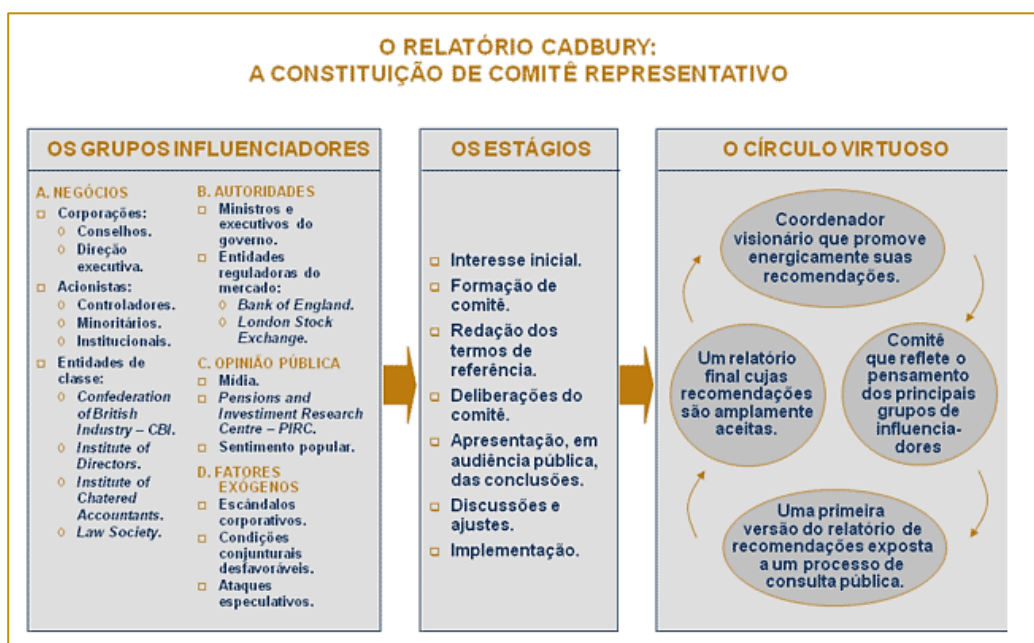 O RELATÓRIO CADBURY:
A CONSTITUIÇÃO DE COMITÊ REPRESENTATIVO
OS GRUPOS INFLUENCIADORES
A. NEGÓCIOS
□ Corporações:
◊ Conselhos.
◊ Direção
executiva.
□ Acionistas:
◊ Controladores.
◊ Minoritários.
◊ Institucionais.
□ Entidades de
classe:
◊ Confederation
of British
Industry – CBI.
◊ Institute of
Directors.
◊ Institute of
Chatered
Accountants.
◊ Law Society.
B. AUTORIDADES
□ Ministros e
executivos do
governo.
□ Entidades
reguladoras do
mercado:
◊ Bank of England.
◊ London Stock
Exchange.
C. OPINIÃO PÚBLICA
□ Mídia.
□ Pensions and
Investiment Research
Centre – PIRC.
□ Sentimento popular.
D. FATORES
EXÓGENOS
□ Escândalos
corporativos.
□ Condições
conjunturais
desfavoráveis.
□ Ataques
especulativos.
OS ESTÁGIOS
□ Interesse inicial.
□ Formação de
comitê.
□ Redação dos
termos de
referência.
□ Deliberações do
comitê.
□ Apresentação, em
audiência pública,
das conclusões.
□ Discussões e
ajustes.
□ Implementação.
O CÍRCULO VIRTUOSO
Coordenador
visionário que promove
energicamente suas
recomendações.
Comitê
que reflete o
pensamento
dos principais
grupos de
influencia-
dores
Uma primeira
versão do relatório de
recomendações exposta
a um processo de
consulta pública.
Um relatório
final cujas
recomendações
são amplamente
aceitas.